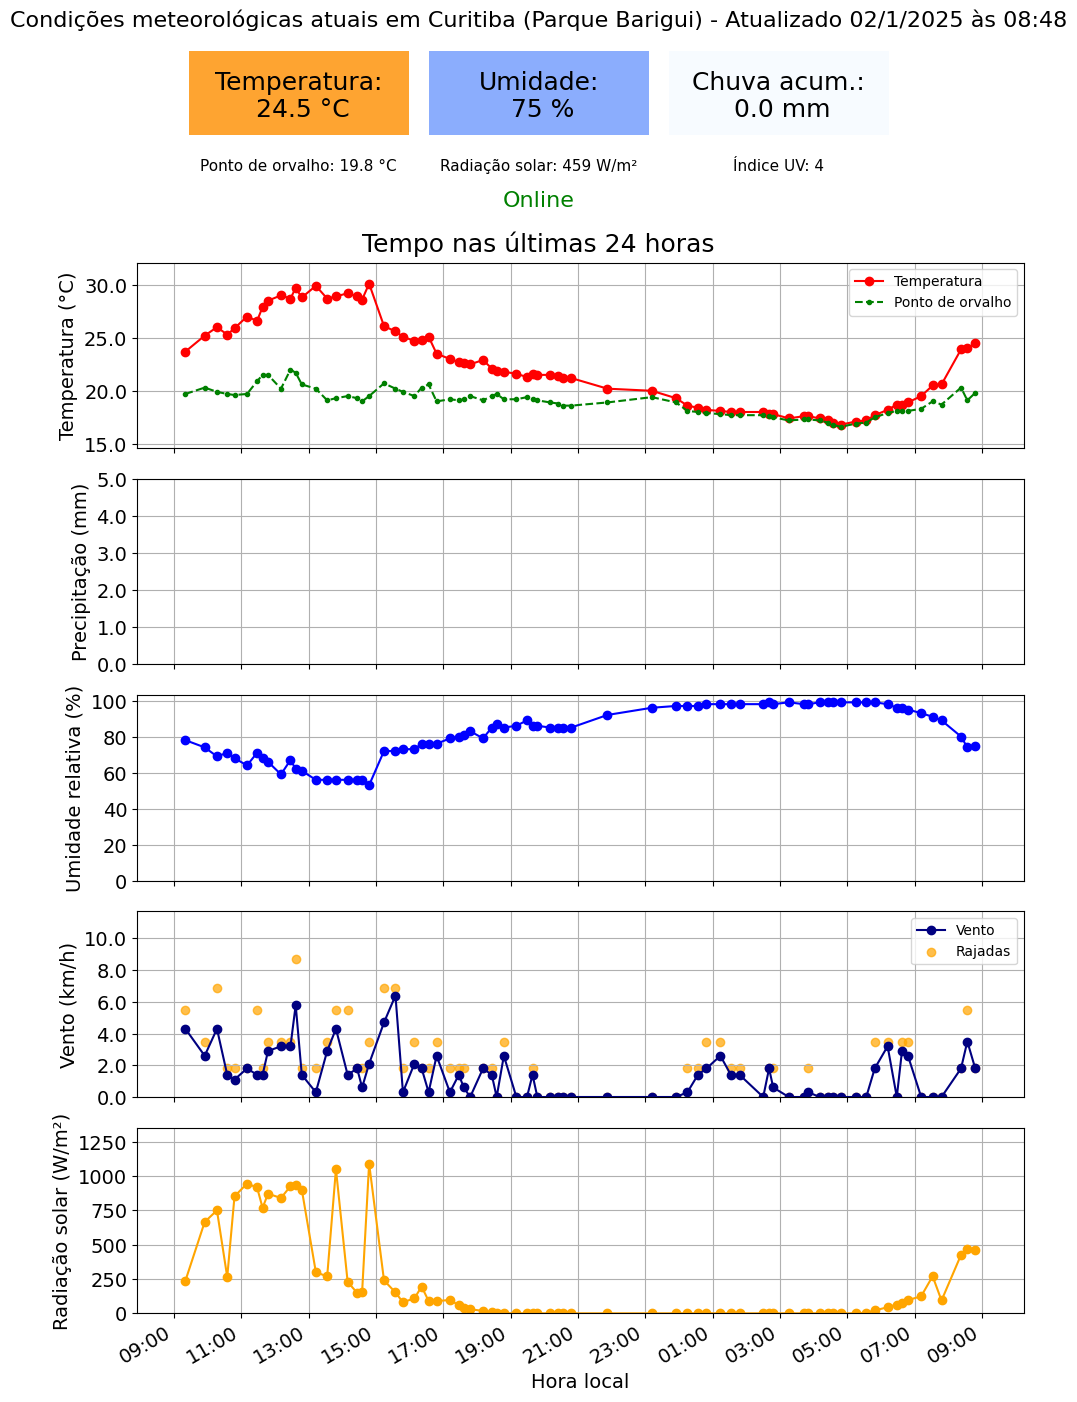 Condições meteorológicas atuais em Curitiba (Parque Barigui) - Atualizado 02/1/2025 às 08:48
Temperatura:
24.5 °C
Umidade:
75 %
Chuva acum.:
0.0 mm
Ponto de orvalho: 19.8 °C
Radiação solar: 459 W/m²
Índice UV: 4
Online
Tempo nas últimas 24 horas
Temperatura (°C)
30.0
25.0
20.0
15.0
Temperatura
Ponto de orvalho
Precipitação (mm)
5.0
4.0
3.0
2.0
1.0
0.0
Umidade relativa (%)
100
80
60
40
20
0
Vento (km/h)
10.0
8.0
6.0
4.0
2.0
0.0
Vento
Rajadas
Radiação solar (W/m²)
1250
1000
750
500
250
0
09:00
11:00
13:00
15:00
17:00
19:00
21:00
23:00
01:00
03:00
05:00
07:00
09:00
Hora local